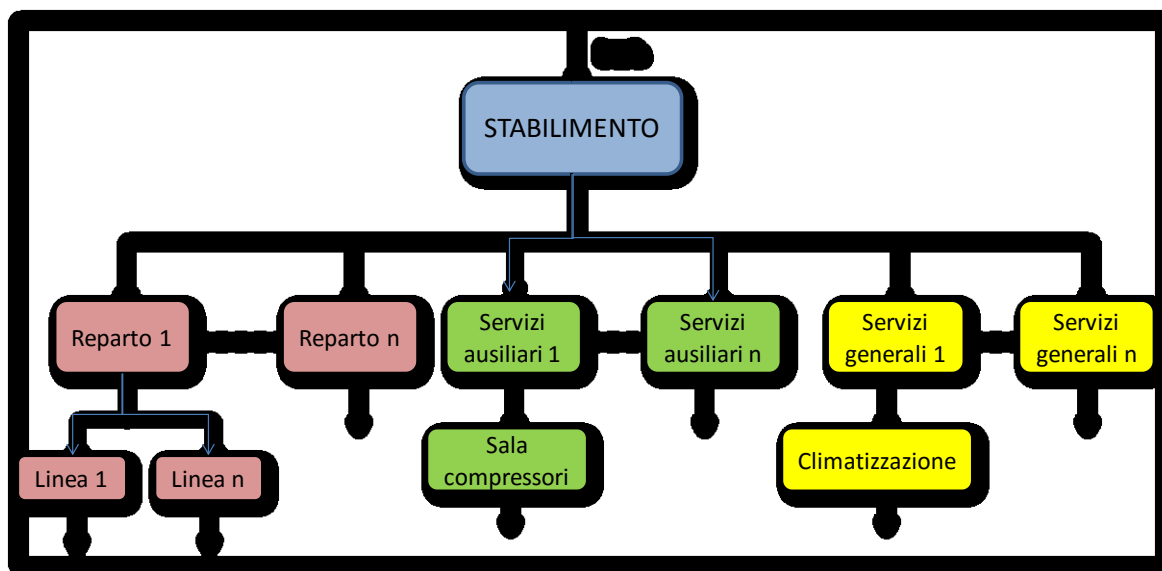 STABILIMENTO
Reparto 1
Reparto n
Servizi
ausiliari 1
Servizi
ausiliari n
Servizi
generali 1
Servizi
generali n
Linea 1
Linea n
Sala
compressori
Climatizzazione